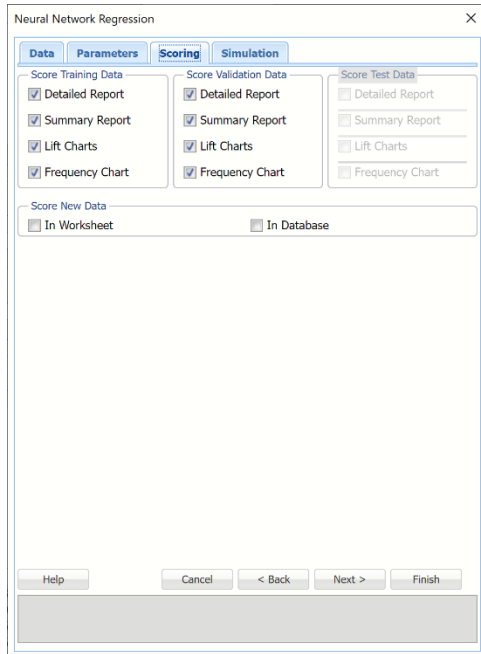 Neural Network Regression
Data Parameters Scoring Simulation
Score Training Data Score Validation Data Score Test Data
Detailed Report Detailed Report Detailed Report
Summary Report Summary Report Summary Report
Lift Charts Lift Charts Lift Charts
Frequency Chart Frequency Chart Frequency Chart
Score New Data
In Worksheet In Database
Help Cancel < Back Next > Finish